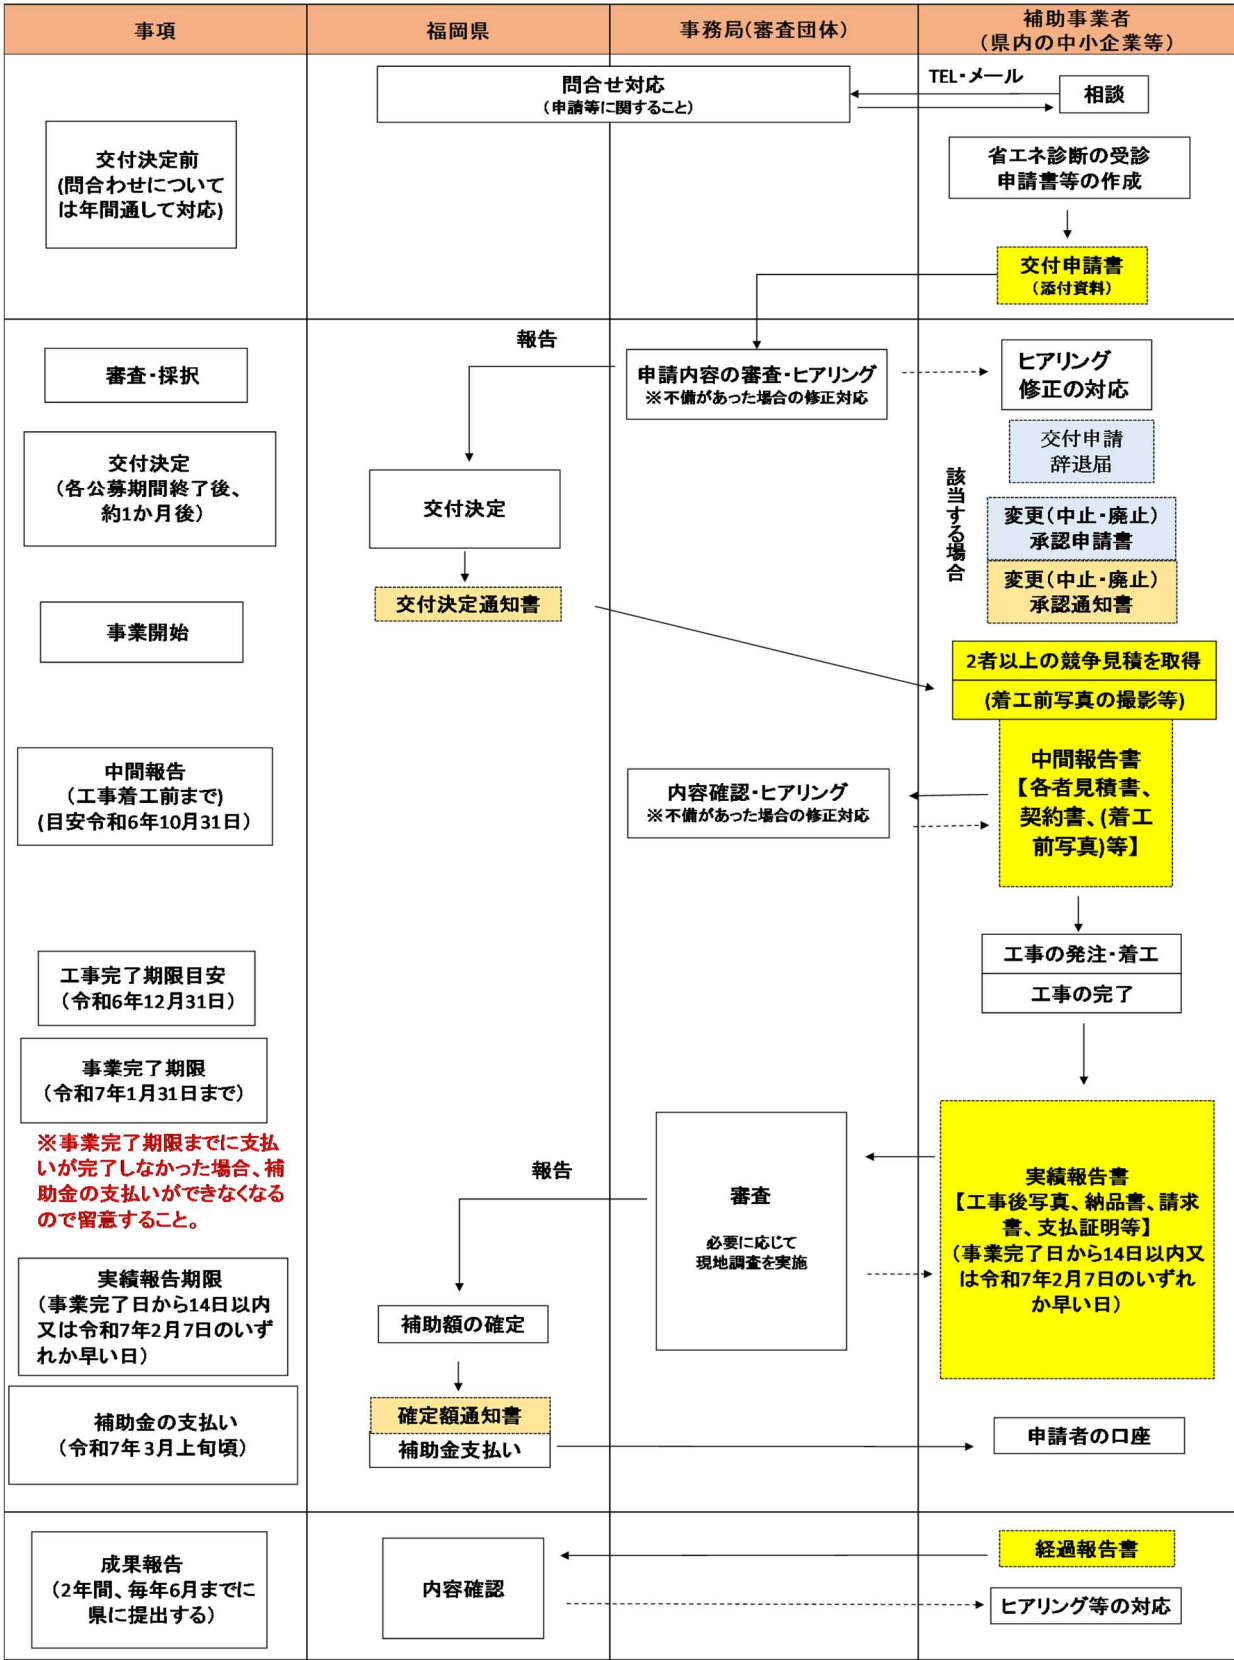 事項
福岡県
事務局(審査団体)
補助事業者
(県内の中小企業等)
問合せ対応
(申請等に関すること)
TEL・メール
相談
交付決定前
(問合わせについては年間通して対応)
省エネ診断の受診
申請書等の作成
交付申請書
(添付資料)
審査・採択
報告
申請内容の審査・ヒアリング
※不備があった場合の修正対応
ヒアリング
修正の対応
交付申請
辞退届
交付決定
(各公募期間終了後、
約1か月後)
交付決定
該当する場合
変更(中止・廃止)
承認申請書
変更(中止・廃止)
承認通知書
交付決定通知書
事業開始
2者以上の競争見積を取得
(着工前写真の撮影等)
中間報告
(工事着工前まで)
(目安令和6年10月31日)
内容確認・ヒアリング
※不備があった場合の修正対応
中間報告書
【各者見積書、
契約書、(着工
前写真)等】
工事完了期限目安
(令和6年12月31日)
工事の発注・着工
工事の完了
事業完了期限
(令和7年1月31日まで)
※事業完了期限までに支払
いが完了しなかった場合、補
助金の支払いができなくなる
ので留意すること。
報告
審査
必要に応じて
現地調査を実施
実績報告書
【工事後写真、納品書、請求
書、支払証明等】
(事業完了日から14日以内又
は令和7年2月7日のいずれ
か早い日)
実績報告期限
(事業完了日から14日以内
又は令和7年2月7日のいず
れか早い日)
補助額の確定
補助金の支払い
(令和7年3月上旬頃)
確定額通知書
補助金支払い
申請者の口座
成果報告
(2年間、毎年6月までに
県に提出する)
内容確認
経過報告書
ヒアリング等の対応